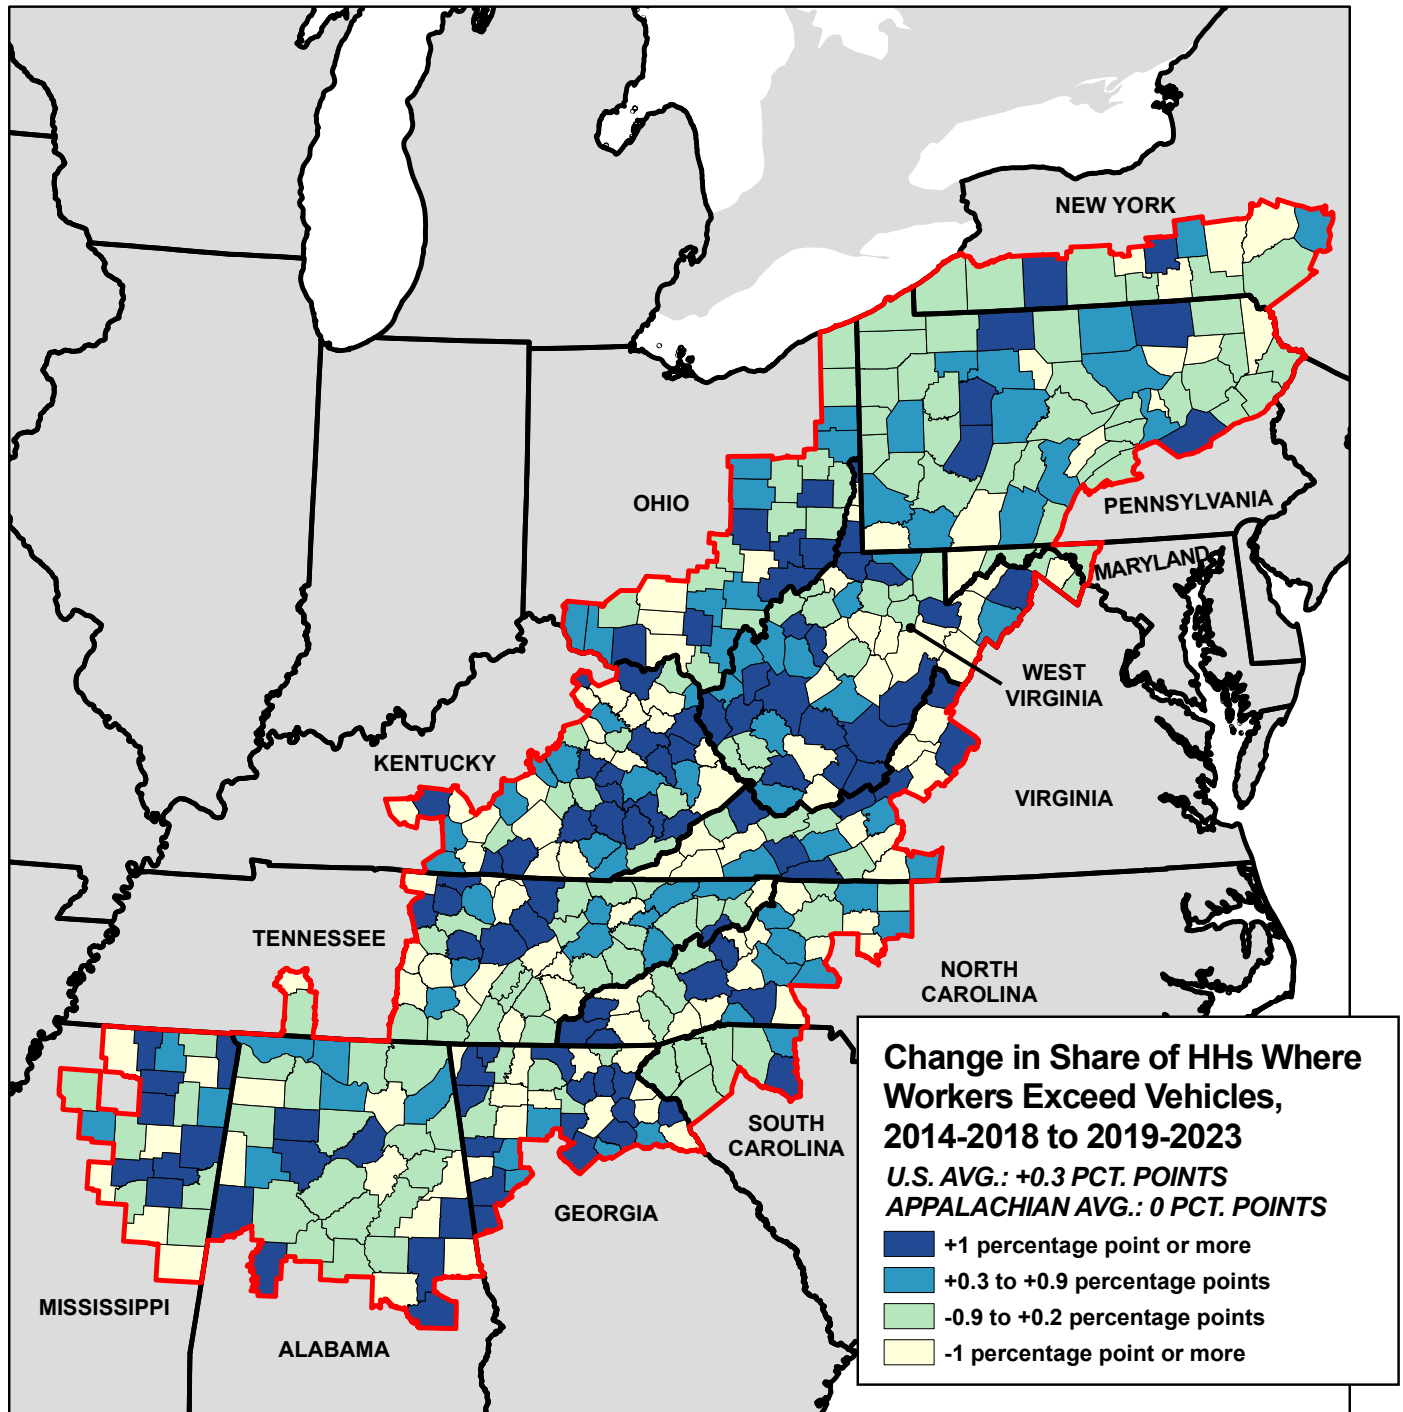 NEW YORK
OHIO
PENNSYLVANIA
MARYLAND
WEST
VIRGINIA
KENTUCKY
VIRGINIA
TENNESSEE
NORTH
CAROLINA
SOUTH
CAROLINA
GEORGIA
MISSISSIPPI
ALABAMA
Change in Share of HHs Where
Workers Exceed Vehicles,
2014-2018 to 2019-2023
U.S. AVG.: +0.3 PCT. POINTS
APPALACHIAN AVG.: 0 PCT. POINTS
+1 percentage point or more
+0.3 to +0.9 percentage points
-0.9 to +0.2 percentage points
-1 percentage point or more